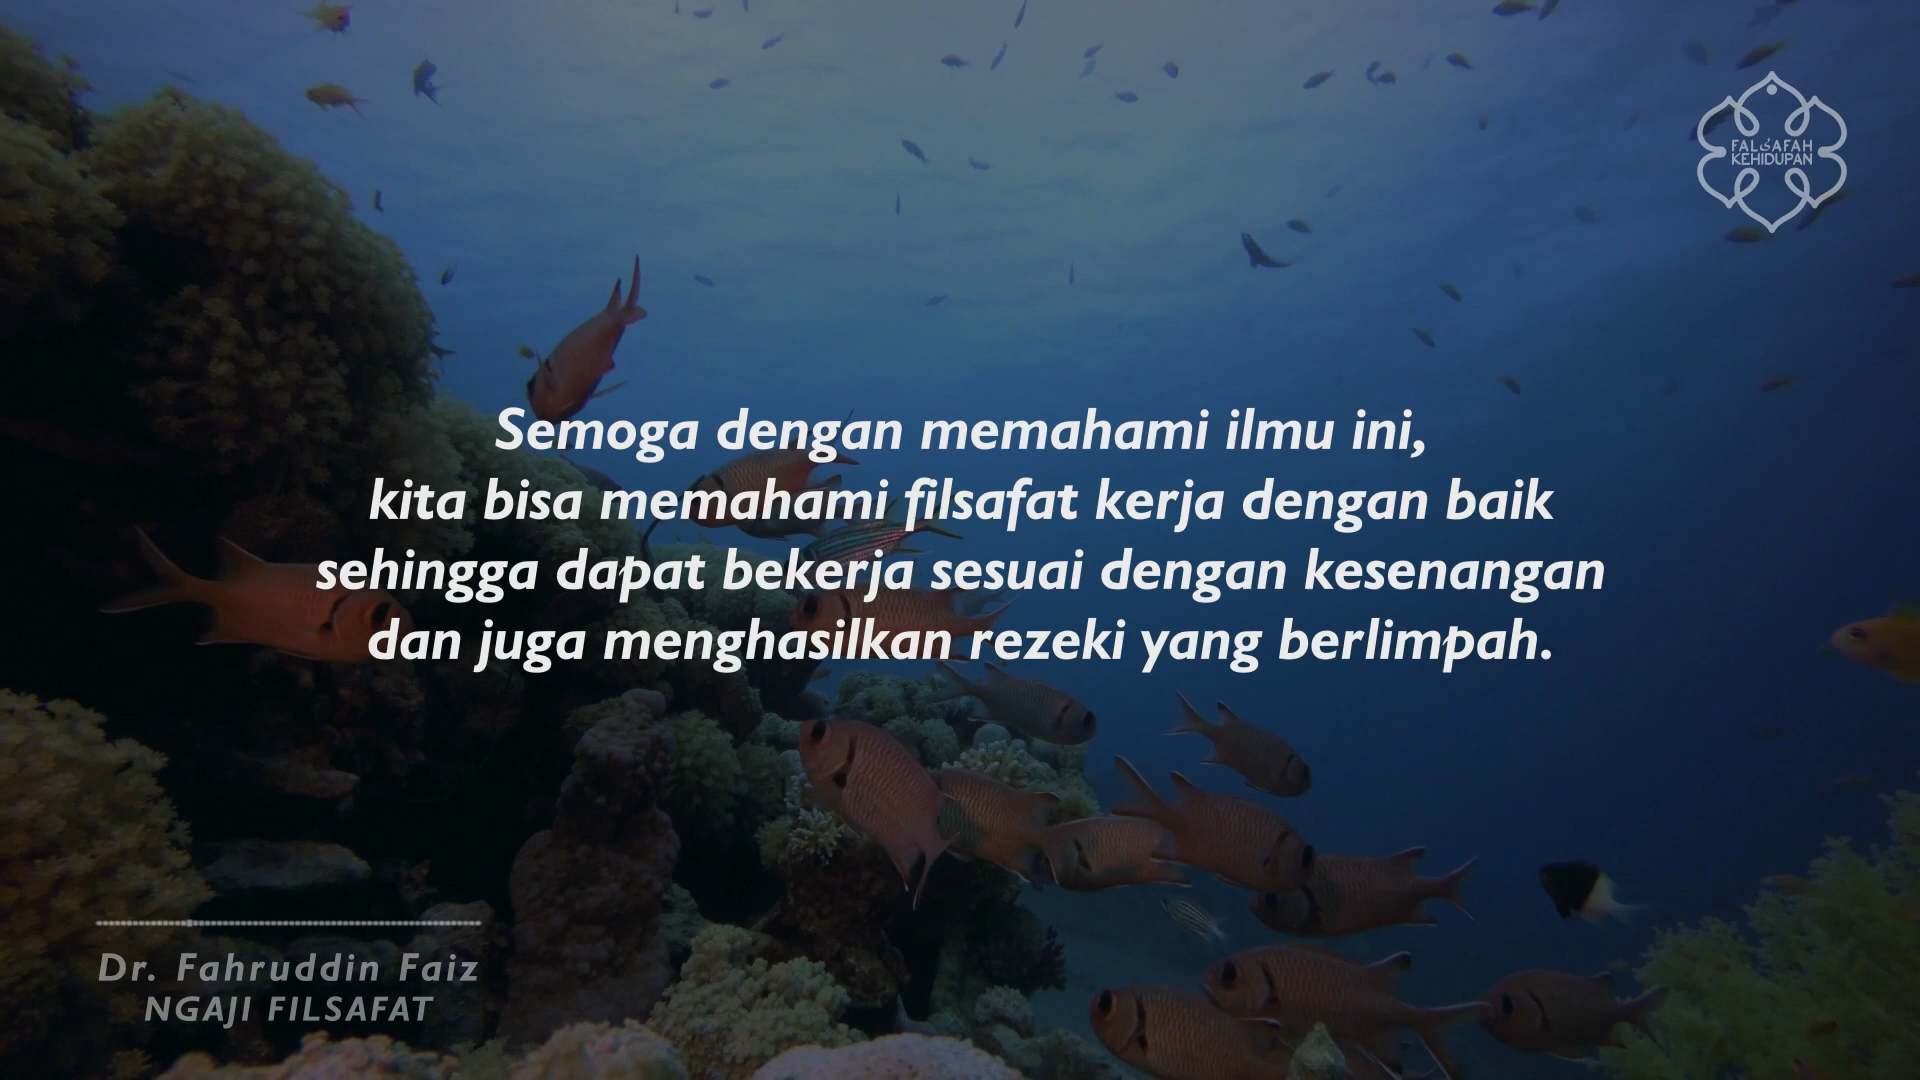 FALSAFAH
KEHIDUPAN
Semoga dengan memahami ilmu ini,
kita bisa memahami filsafat kerja dengan baik
sehingga dapat bekerja sesuai dengan kesenangan
dan juga menghasilkan rezeki yang berlimpah.
Dr. Fahruddin Faiz
NGAJI FILSAFAT